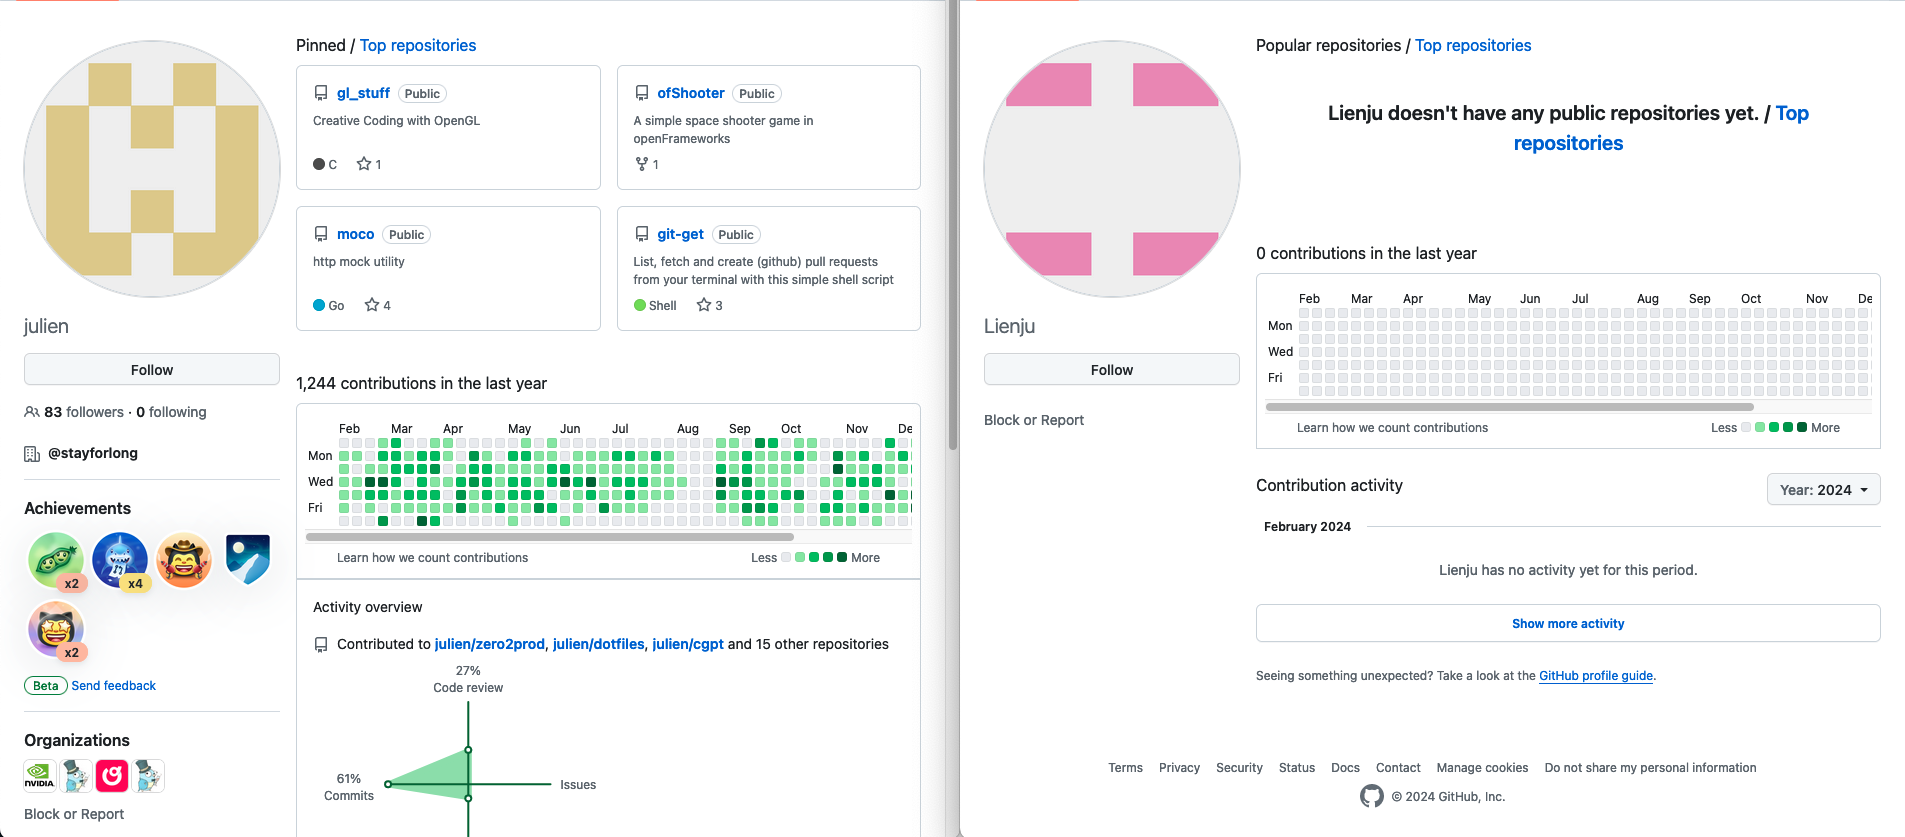 Pinned / Top repositories
gl_stuff Public
Creative Coding with OpenGL
C 1
ofShooter Public
A simple space shooter game in
openFrameworks
1
moco Public
http mock utility
Go 4
git-get Public
List, fetch and create (github) pull requests
from your terminal with this simple shell script
Shell 3
julien
Follow
83 followers · 0 following
@stayforlong
Achievements
x2
x4
x2
Beta Send feedback
Organizations
NVIDIA
Block or Report
1,244 contributions in the last year
Feb Mar Apr May Jun Jul Aug Sep Oct Nov De
Mon
Wed
Fri
Learn how we count contributions
Less More
Activity overview
Contributed to julien/zero2prod, julien/dotfiles, julien/cgpt and 15 other repositories
27%
Code review
61%
Commits
Issues
Popular repositories / Top repositories
Lienju doesn't have any public repositories yet. / Top
repositories
Lienju
Follow
Block or Report
0 contributions in the last year
Feb Mar Apr May Jun Jul Aug Sep Oct Nov De
Mon
Wed
Fri
Learn how we count contributions
Less More
Contribution activity
Year: 2024
February 2024
Lienju has no activity yet for this period.
Show more activity
Seeing something unexpected? Take a look at the GitHub profile guide.
Terms Privacy Security Status Docs Contact Manage cookies Do not share my personal information
© 2024 GitHub, Inc.